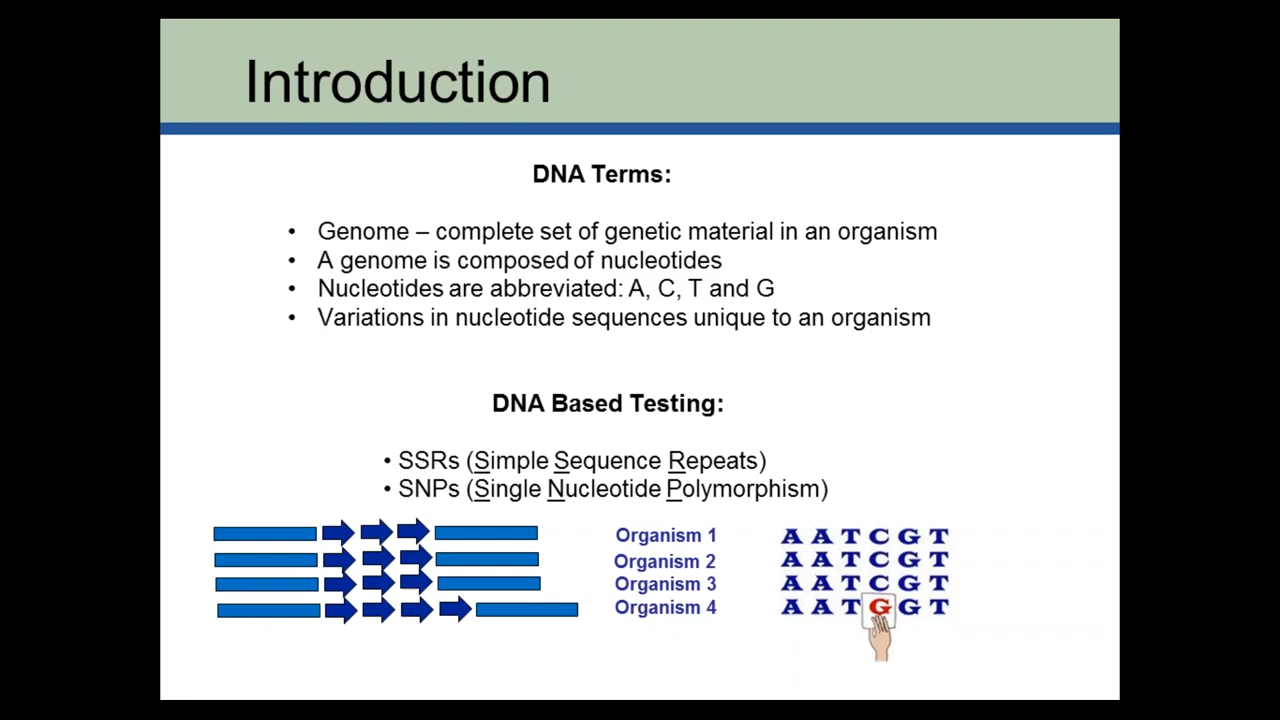 Introduction
DNA Terms:
• Genome – complete set of genetic material in an organism
• A genome is composed of nucleotides
• Nucleotides are abbreviated: A, C, T and G
• Variations in nucleotide sequences unique to an organism
DNA Based Testing:
• SSRs (Simple Sequence Repeats)
• SNPs (Single Nucleotide Polymorphism)
Organism 1 A A T C G T
Organism 2 A A T C G T
Organism 3 A A T C G T
Organism 4 A A T G G T